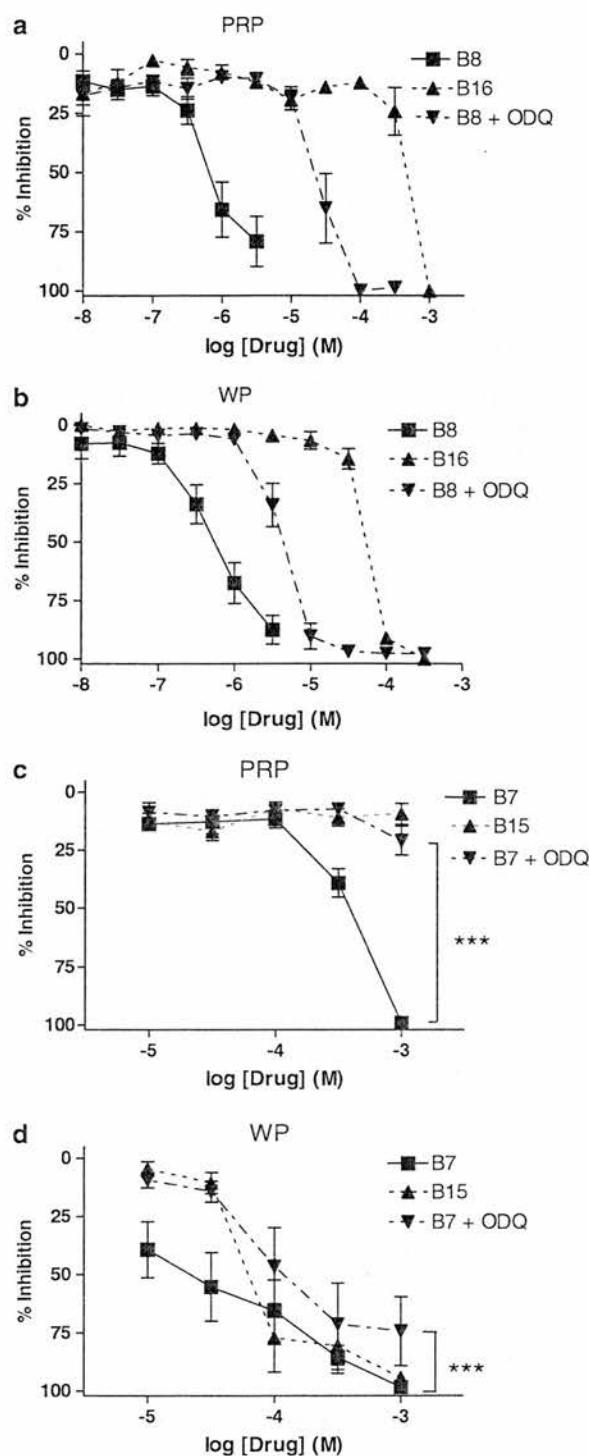 a
PRP
B8
B16
B8 + ODQ
% Inhibition
0
25
50
75
100
-8
-7
-6
-5
-4
-3
log [Drug] (M)
b
WP
B8
B16
B8 + ODQ
% Inhibition
0
25
50
75
100
-8
-7
-6
-5
-4
-3
log [Drug] (M)
c
PRP
B7
B15
B7 + ODQ
% Inhibition
0
25
50
75
100
***
-5
-4
-3
log [Drug] (M)
d
WP
B7
B15
B7 + ODQ
% Inhibition
0
25
50
75
100
***
-5
-4
-3
log [Drug] (M)